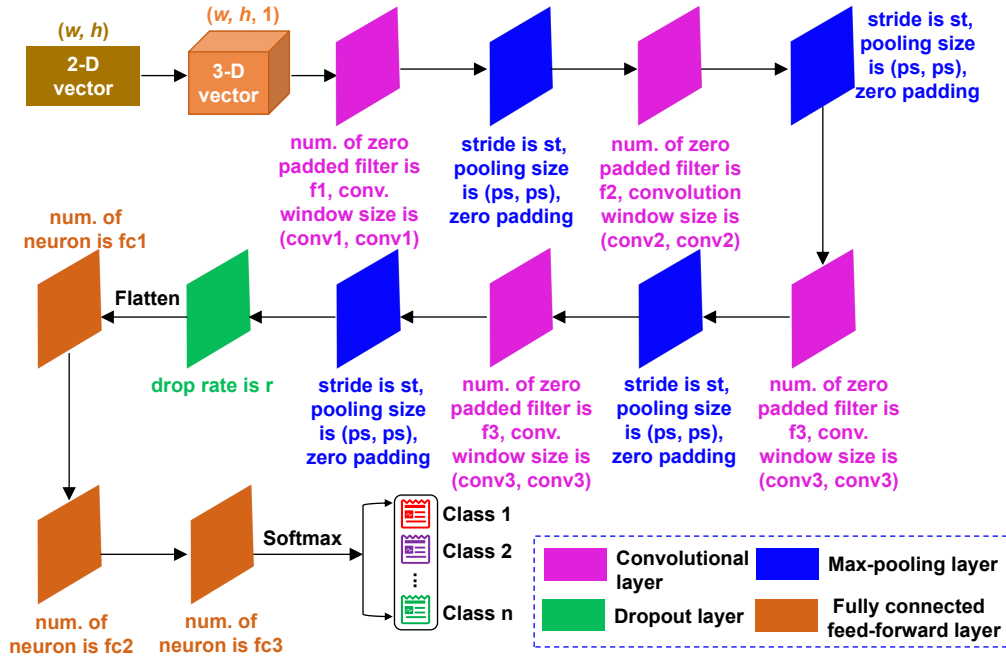 (w, h)
2-D
vector
(w, h, 1)
3-D
vector
num. of zero
padded filter is
f1, conv.
window size is
(conv1, conv1)
stride is st,
pooling size
is (ps, ps),
zero padding
num. of zero
padded filter is
f2, convolution
window size is
(conv2, conv2)
stride is st,
pooling size
is (ps, ps),
zero padding
num. of zero
padded filter is
f3, conv.
window size is
(conv3, conv3)
stride is st,
pooling size
is (ps, ps),
zero padding
num. of zero
padded filter is
f3, conv.
window size is
(conv3, conv3)
stride is st,
pooling size
is (ps, ps),
zero padding
drop rate is r
Flatten
num. of
neuron is fc1
num. of
neuron is fc2
num. of
neuron is fc3
Softmax
Class 1
Class 2
...
Class n
Convolutional
layer
Max-pooling layer
Dropout layer
Fully connected
feed-forward layer